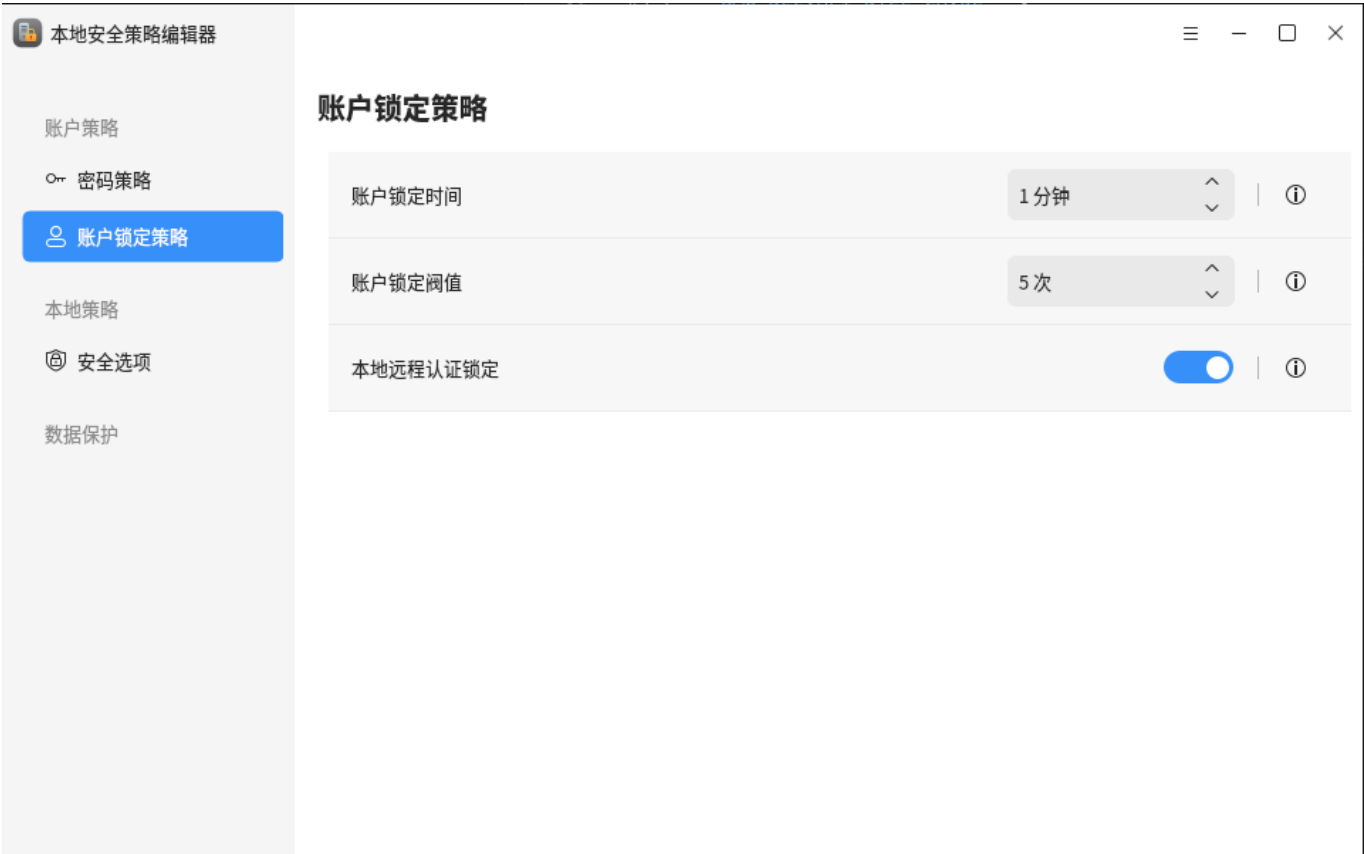 本地安全策略编辑器
账户策略
密码策略
账户锁定策略
本地策略
安全选项
数据保护
账户锁定策略
账户锁定时间
1分钟
账户锁定阀值
5次
本地远程认证锁定